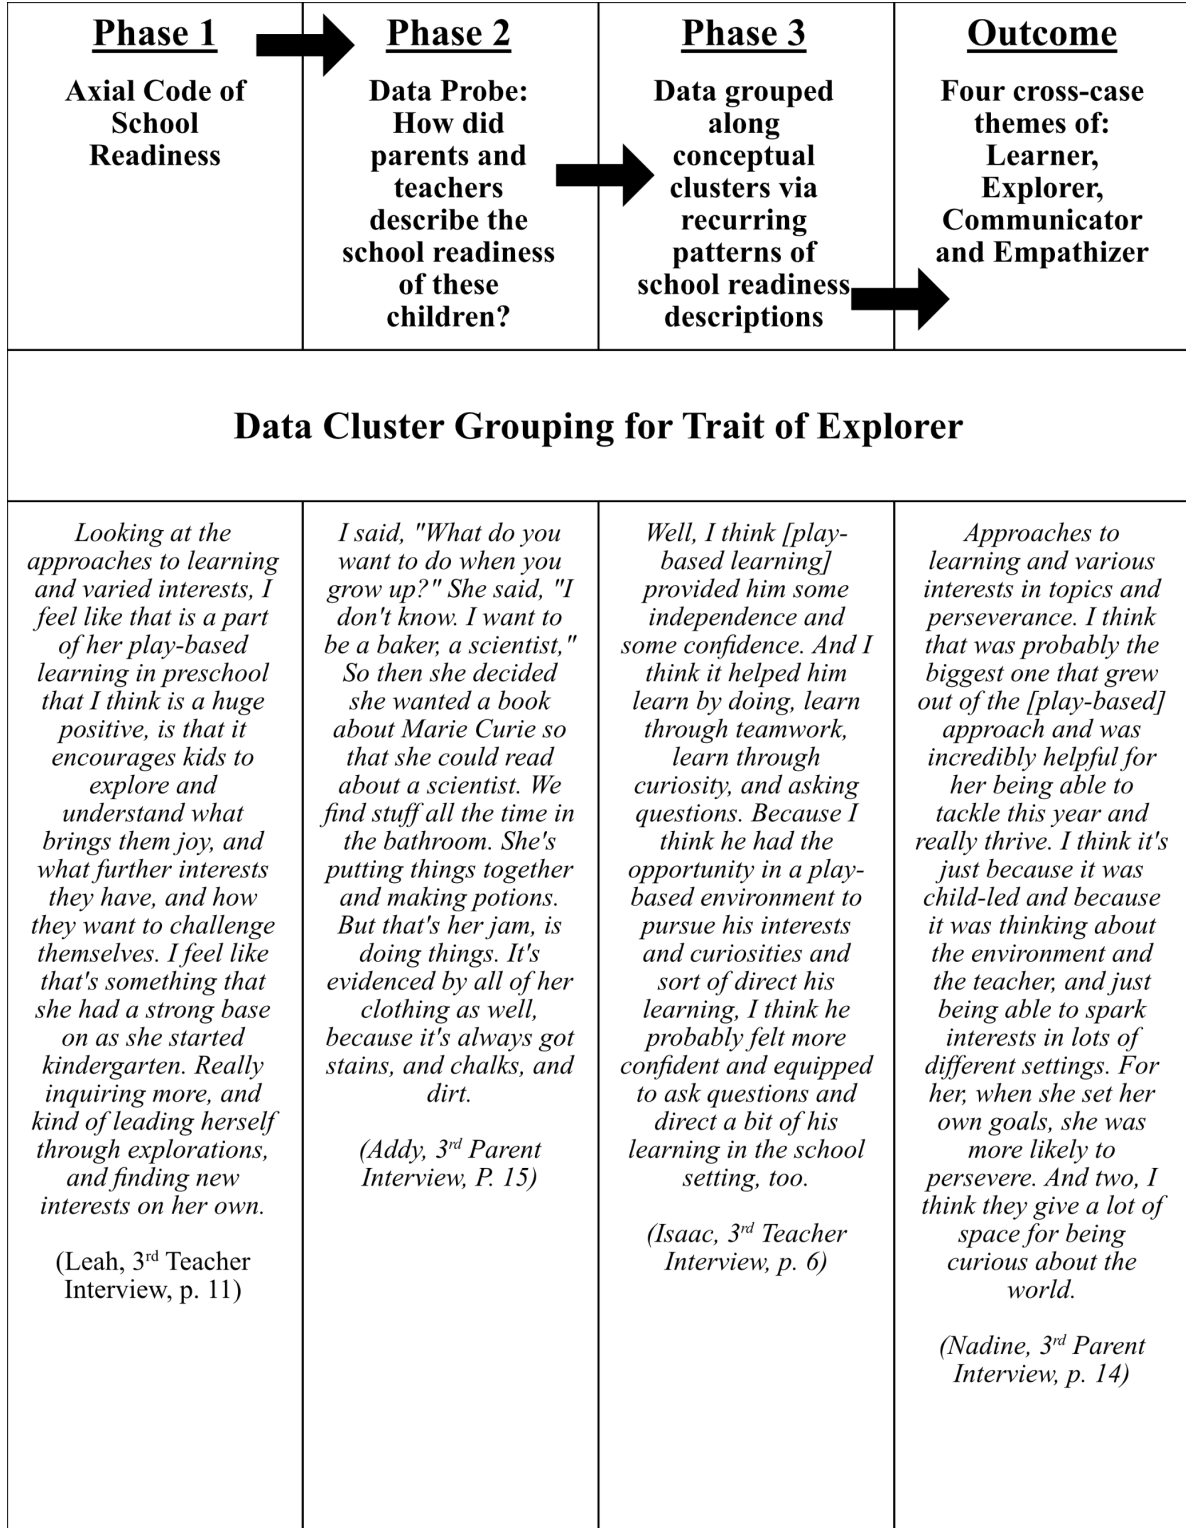 Phase 1
Axial Code of
School
Readiness
Phase 2
Data Probe:
How did
parents and
teachers
describe the
school readiness
of these
children?
Phase 3
Data grouped
along
conceptual
clusters via
recurring
patterns of
school readiness
descriptions
Outcome
Four cross-case
themes of:
Learner,
Explorer,
Communicator
and Empathizer
Data Cluster Grouping for Trait of Explorer
Looking at the
approaches to learning
and varied interests, I
feel like that is a part
of her play-based
learning in preschool
that I think is a huge
positive, is that it
encourages kids to
explore and
understand what
brings them joy, and
what further interests
they have, and how
they want to challenge
themselves. I feel like
that's something that
she had a strong base
on as she started
kindergarten. Really
inquiring more, and
kind of leading herself
through explorations,
and finding new
interests on her own.
(Leah, 3rd Teacher
Interview, p. 11)
I said, "What do you
want to do when you
grow up?" She said, "I
don't know. I want to
be a baker, a scientist,"
So then she decided
she wanted a book
about Marie Curie so
that she could read
about a scientist. We
find stuff all the time in
the bathroom. She's
putting things together
and making potions.
But that's her jam, is
doing things. It's
evidenced by all of her
clothing as well,
because it's always got
stains, and chalks, and
dirt.
(Addy, 3rd Parent
Interview, P. 15)
Well, I think [play-
based learning]
provided him some
independence and
some confidence. And I
think it helped him
learn by doing, learn
through teamwork,
learn through
curiosity, and asking
questions. Because I
think he had the
opportunity in a play-
based environment to
pursue his interests
and curiosities and
sort of direct his
learning, I think he
probably felt more
confident and equipped
to ask questions and
direct a bit of his
learning in the school
setting, too.
(Isaac, 3rd Teacher
Interview, p. 6)
Approaches to
learning and various
interests in topics and
perseverance. I think
that was probably the
biggest one that grew
out of the [play-based]
approach and was
incredibly helpful for
her being able to
tackle this year and
really thrive. I think it's
just because it was
child-led and because
it was thinking about
the environment and
the teacher, and just
being able to spark
interests in lots of
different settings. For
her, when she set her
own goals, she was
more likely to
persevere. And two, I
think they give a lot of
space for being
curious about the
world.
(Nadine, 3rd Parent
Interview, p. 14)